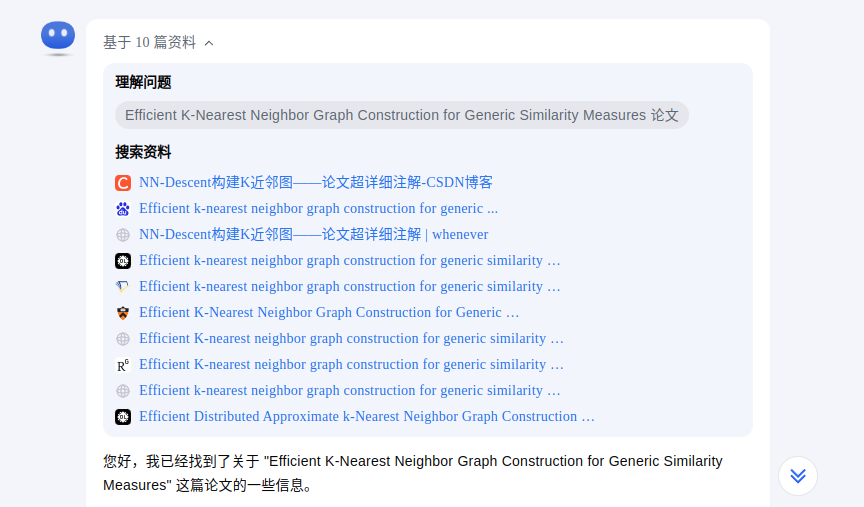 基于 10 篇资料
理解问题
Efficient K-Nearest Neighbor Graph Construction for Generic Similarity Measures 论文
搜索资料
NN-Descent构建K近邻图——论文超详细注解-CSDN博客
Efficient k-nearest neighbor graph construction for generic ...
NN-Descent构建K近邻图——论文超详细注解 | whenever
Efficient k-nearest neighbor graph construction for generic similarity …
Efficient k-nearest neighbor graph construction for generic similarity …
Efficient K-Nearest Neighbor Graph Construction for Generic …
Efficient K-nearest neighbor graph construction for generic similarity …
Efficient K-nearest neighbor graph construction for generic similarity …
Efficient k-nearest neighbor graph construction for generic similarity …
Efficient Distributed Approximate k-Nearest Neighbor Graph Construction …
您好，我已经找到了关于 "Efficient K-Nearest Neighbor Graph Construction for Generic Similarity
Measures" 这篇论文的一些信息。